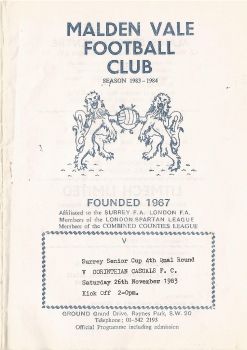 MALDEN VALE
FOOTBALL
CLUB
SEASON 1983-1984
FOUNDED 1967
Affiliated to the SURREY F.A. LONDON F.A.
Members of the LONDON SPARTAN LEAGUE
Members of the COMBINED COUNTIES LEAGUE
V
Surrey Senior Cup 4th Qual Round
V CORINTHIAN CASUALS F.C.
Saturday 26th November 1983
Kick Off 2-0pm.
GROUND Grand Drive, Raynes Park, S.W. 20
Telephone: 01-542 2193
Official Programme including admission